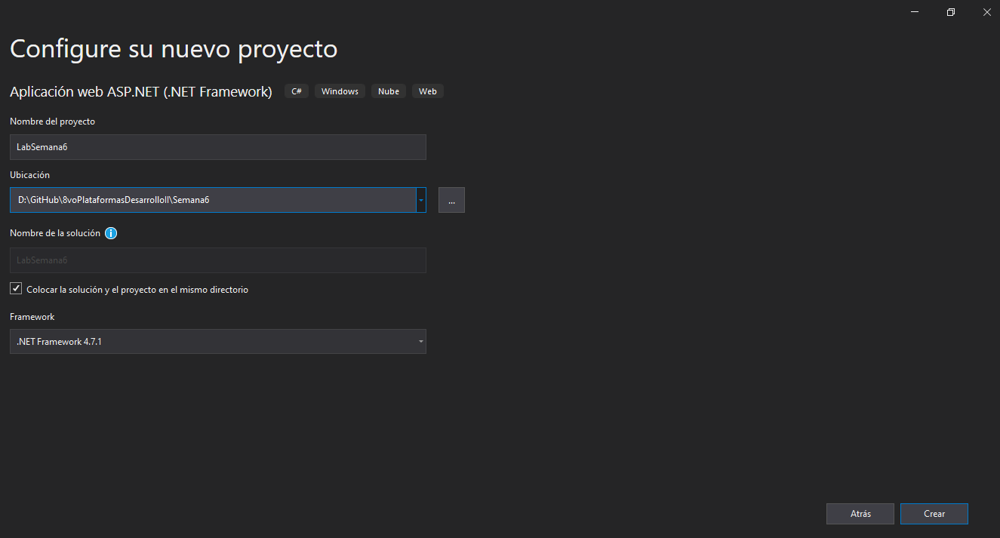 Configure su nuevo proyecto
Aplicación web ASP.NET (.NET Framework) C# Windows Nube Web
Nombre del proyecto
LabSemana6
Ubicación
D:\GitHub\8voPlataformasDesarrolloII\Semana6
...
Nombre de la solución
LabSemana6
Colocar la solución y el proyecto en el mismo directorio
Framework
.NET Framework 4.7.1
Atrás Crear